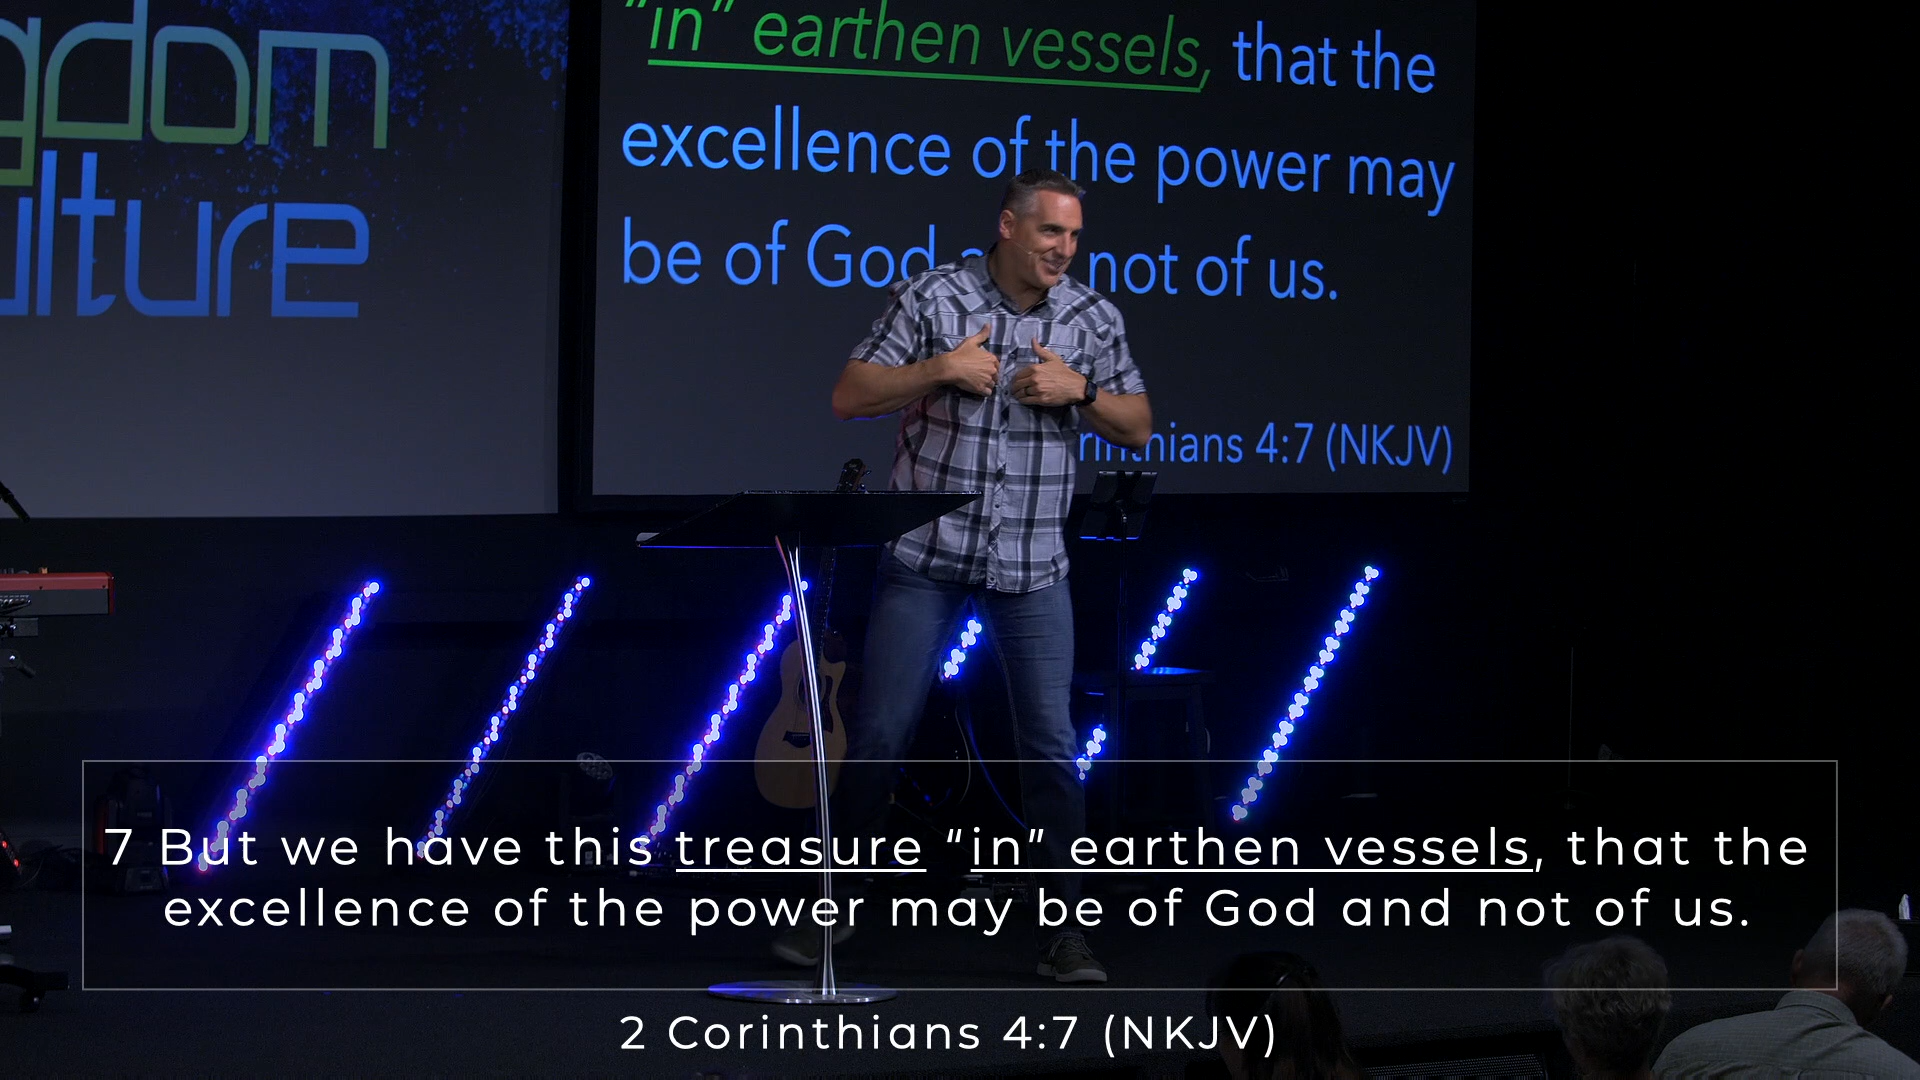 gdom
ulture
“in” earthen vessels, that the
excellence of the power may
be of God not of us.
rinthians 4:7 (NKJV)
7 But we have this treasure “in” earthen vessels, that the
excellence of the power may be of God and not of us.
2 Corinthians 4:7 (NKJV)